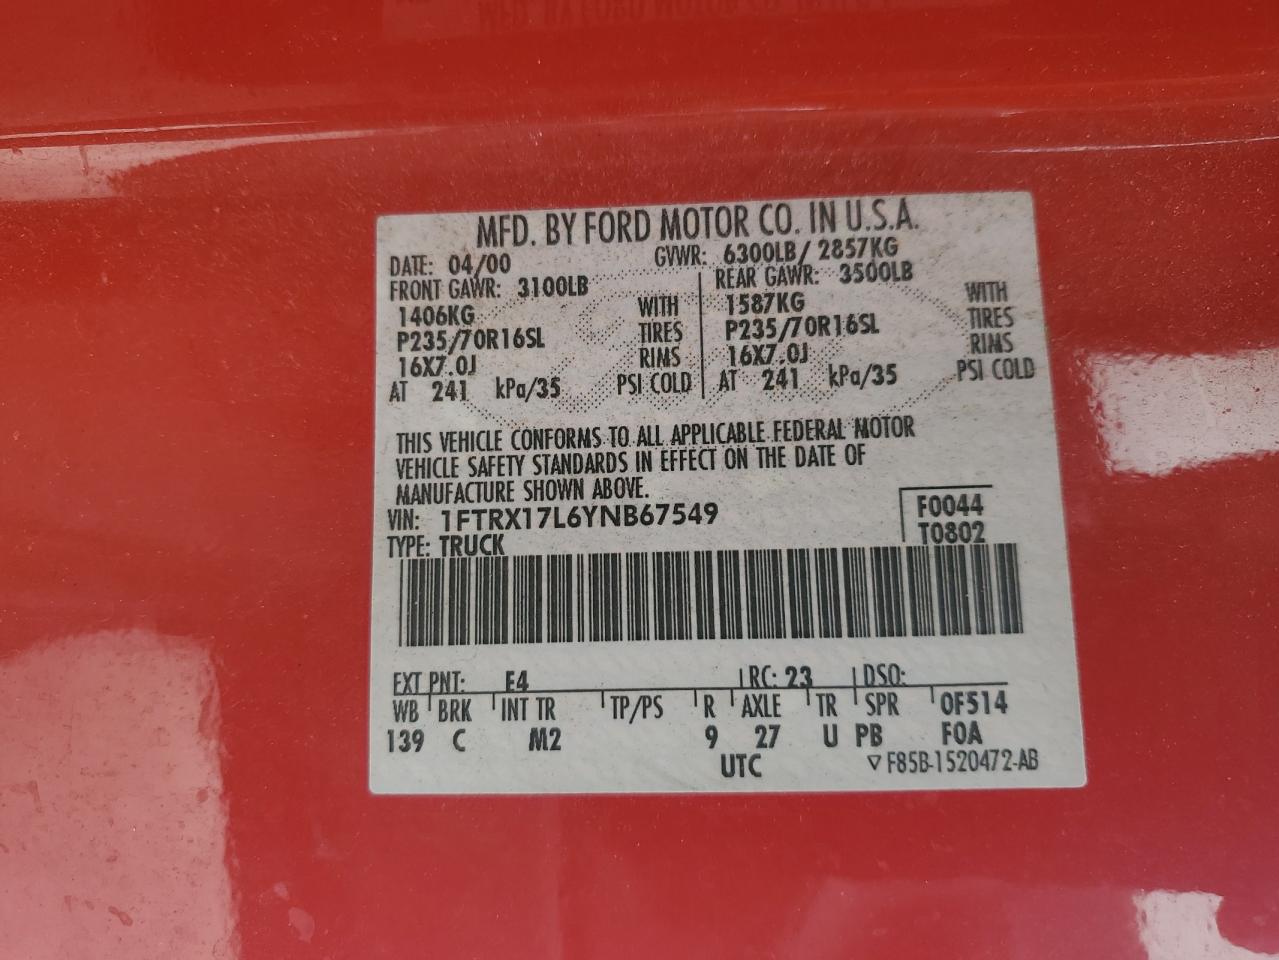 MFD. BY FORD MOTOR CO. IN U.S.A.
DATE: 04/00 GVWR: 6300LB/ 2857KG
FRONT GAWR: 3100LB REAR GAWR: 3500LB
1406KG WITH 1587KG WITH
P235/70R16SL TIRES P235/70R16SL TIRES
16X7.0J RIMS 16X7.0J RIMS
AT 241 kPa/35 PSI COLD AT 241 kPa/35 PSI COLD
THIS VEHICLE CONFORMS TO ALL APPLICABLE FEDERAL MOTOR
VEHICLE SAFETY STANDARDS IN EFFECT ON THE DATE OF
MANUFACTURE SHOWN ABOVE.
VIN: 1FTRX17L6YNB67549 F0044
TYPE: TRUCK T0802
EXT PNT: E4 RC: 23 DSO:
WB BRK INT TR TP/PS R AXLE TR SPR 0F514
139 C M2 9 27 U PB F0A
UTC ▽ F85B-1520472-AB